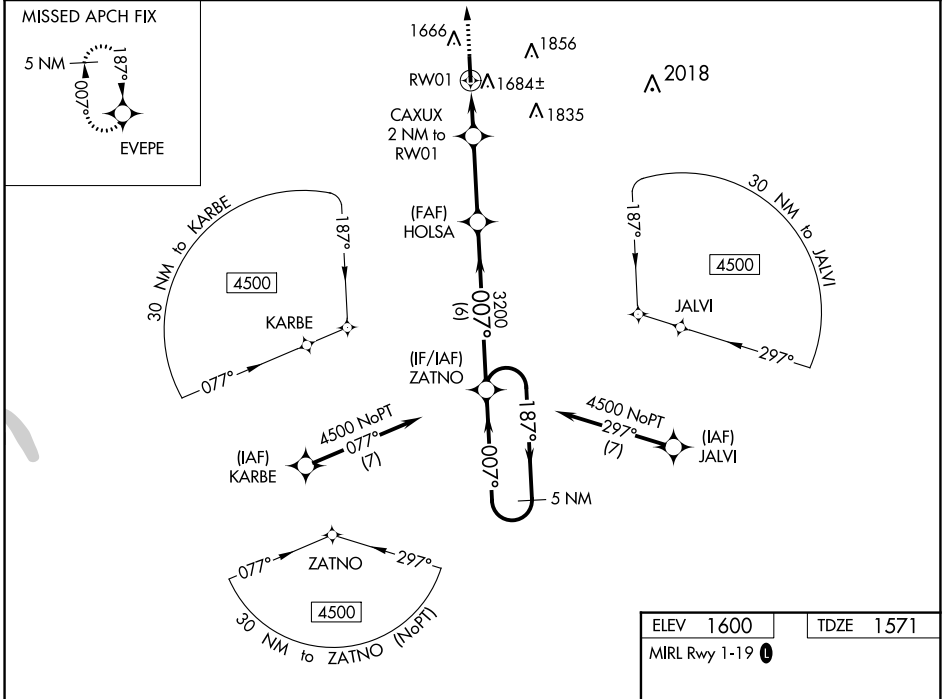 MISSED APCH FIX
5 NM
187°
007°
EVEPE
1666
1856
RW01
1684±
2018
1835
CAXUX
2 NM to
RW01
(FAF)
HOLSA
30 NM to KARBE
187°
4500
KARBE
077°
30 NM to JALVI
187°
4500
JALVI
297°
3200
007°
(6)
(IF/IAF)
ZATNO
187°
007°
5 NM
4500 NoPT
077°
(7)
(IAF)
KARBE
4500 NoPT
297°
(7)
(IAF)
JALVI
077°
297°
ZATNO
4500
30 NM to ZATNO (NoPT)
ELEV 1600
TDZE 1571
MIRL Rwy 1-19 L